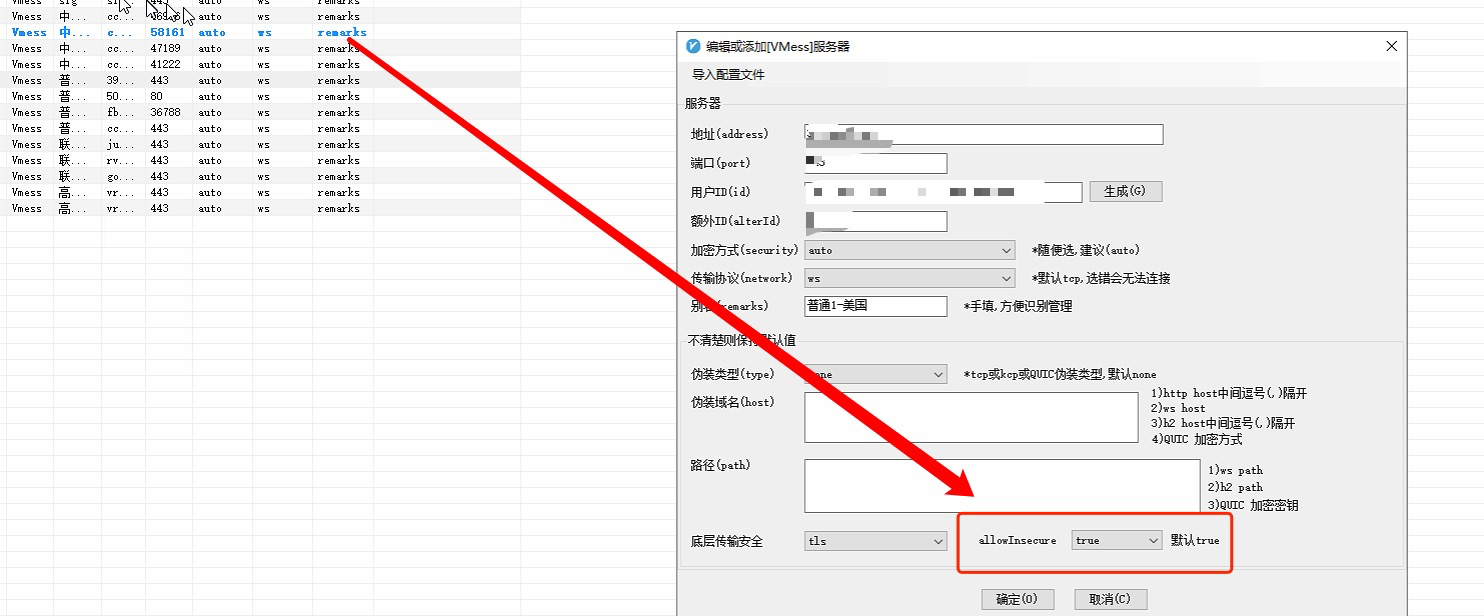 Vmess sig 443 auto ws remarks
Vmess 中... cc... auto ws remarks
Vmess 中... c... 58161 auto ws remarks
Vmess 中... cc... 47189 auto ws remarks
Vmess 中... cc... 41222 auto ws remarks
Vmess 普... 39... 443 auto ws remarks
Vmess 普... 50... 80 auto ws remarks
Vmess 普... fb... 36788 auto ws remarks
Vmess 普... cc... 443 auto ws remarks
Vmess 联... ju... 443 auto ws remarks
Vmess 联... rv... 443 auto ws remarks
Vmess 联... go... 443 auto ws remarks
Vmess 高... vr... 443 auto ws remarks
Vmess 高... vr... 443 auto ws remarks
编辑或添加[VMess]服务器
导入配置文件
服务器
地址(address)
端口(port)
用户ID(id) 生成(G)
额外ID(alterId)
加密方式(security) auto *随便选,建议(auto)
传输协议(network) ws *默认tcp,选错会无法连接
别名(remarks) 普通1-美国 *手填,方便识别管理
不清楚则保持默认值
伪装类型(type) none *tcp或kcp或QUIC伪装类型,默认none
伪装域名(host)
1)http host中间逗号(,)隔开
2)ws host
3)h2 host中间逗号(,)隔开
4)QUIC 加密方式
路径(path)
1)ws path
2)h2 path
3)QUIC 加密密钥
底层传输安全 tls allowInsecure true 默认true
确定(O) 取消(C)